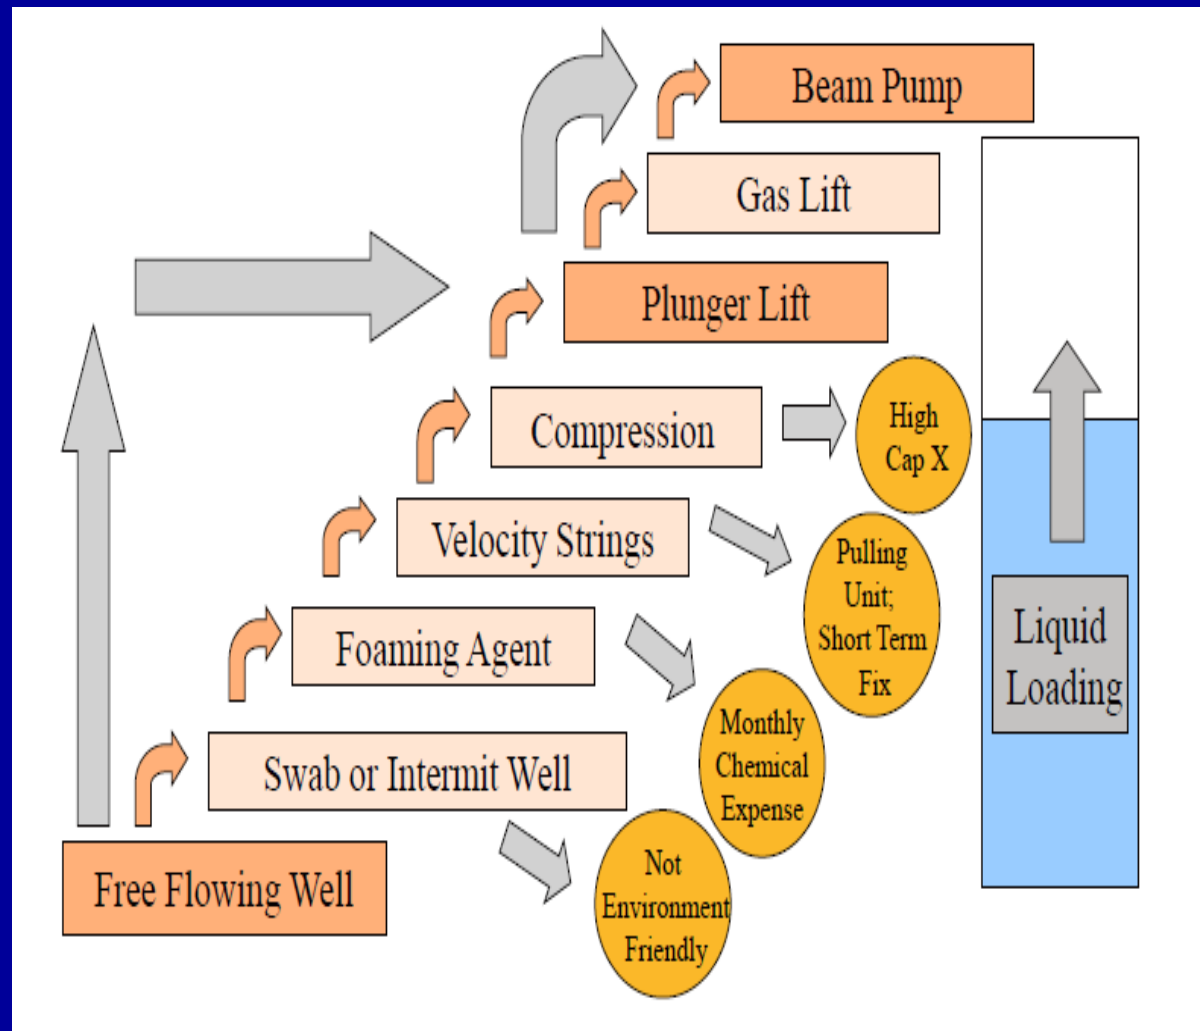 Beam Pump
Gas Lift
Plunger Lift
Compression
High
Cap X
Velocity Strings
Pulling
Unit;
Short Term
Fix
Foaming Agent
Liquid
Loading
Monthly
Chemical
Expense
Swab or Intermit Well
Free Flowing Well
Not
Environment
Friendly